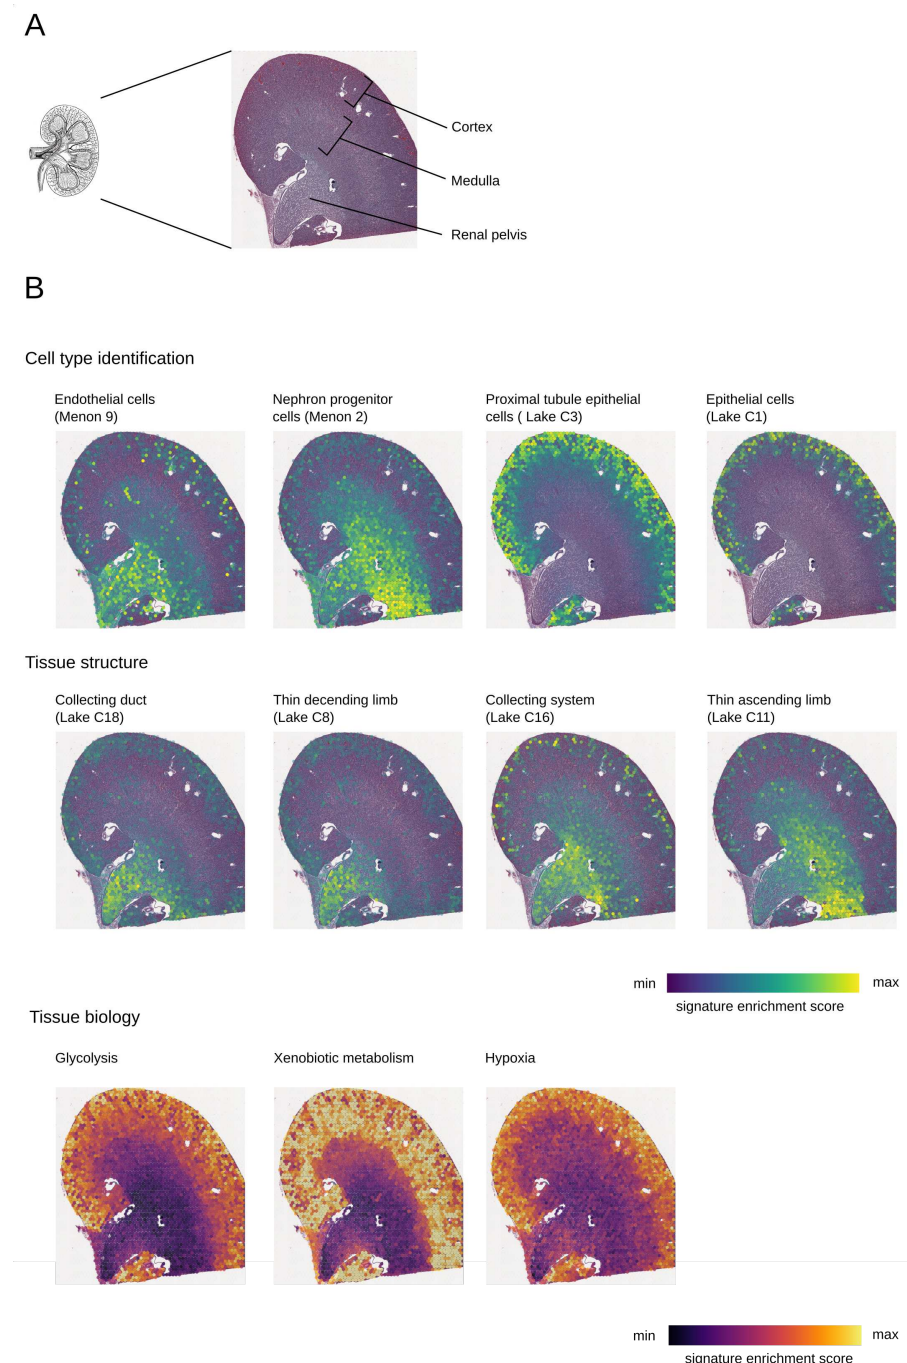 A
Cortex
Medulla
Renal pelvis
B
Cell type identification
Endothelial cells
(Menon 9)
Nephron progenitor
cells (Menon 2)
Proximal tubule epithelial
cells ( Lake C3)
Epithelial cells
(Lake C1)
Tissue structure
Collecting duct
(Lake C18)
Thin decending limb
(Lake C8)
Collecting system
(Lake C16)
Thin ascending limb
(Lake C11)
min
max
signature enrichment score
Tissue biology
Glycolysis
Xenobiotic metabolism
Hypoxia
min
max
signature enrichment score